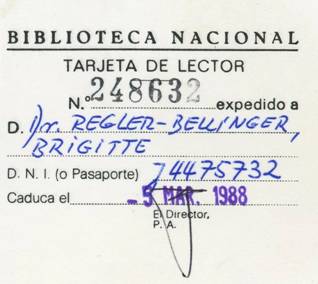 BIBLIOTECA NACIONAL
TARJETA DE LECTOR
N.º 248632 expedido a
D. Dr. REGLER-BELLINGER,
BRIGITTE
D. N. I. (o Pasaporte) 74475732
Caduca el -5 MAR. 1988
El Director,
P. A.